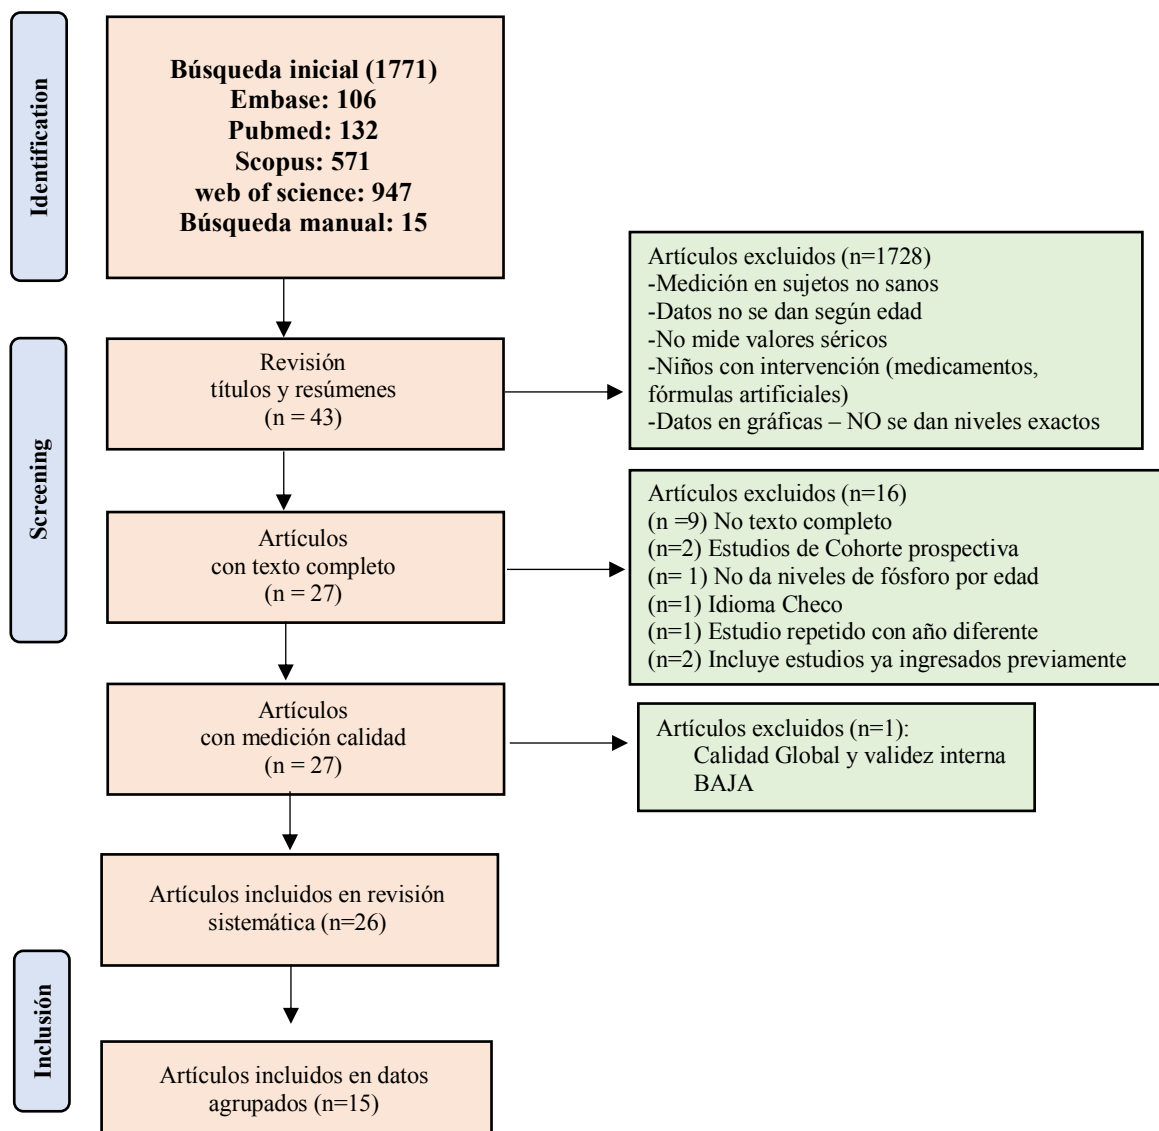 Identification
Búsqueda inicial (1771)
Embase: 106
Pubmed: 132
Scopus: 571
web of science: 947
Búsqueda manual: 15
Artículos excluidos (n=1728)
-Medición en sujetos no sanos
-Datos no se dan según edad
-No mide valores séricos
-Niños con intervención (medicamentos,
fórmulas artificiales)
-Datos en gráficas – NO se dan niveles exactos
Screening
Revisión
títulos y resúmenes
(n = 43)
Artículos excluidos (n=16)
(n =9) No texto completo
(n=2) Estudios de Cohorte prospectiva
(n= 1) No da niveles de fósforo por edad
(n=1) Idioma Checo
(n=1) Estudio repetido con año diferente
(n=2) Incluye estudios ya ingresados previamente
Artículos
con texto completo
(n = 27)
Artículos
con medición calidad
(n = 27)
Artículos excluidos (n=1):
Calidad Global y validez interna
BAJA
Artículos incluidos en revisión
sistemática (n=26)
Inclusión
Artículos incluidos en datos
agrupados (n=15)